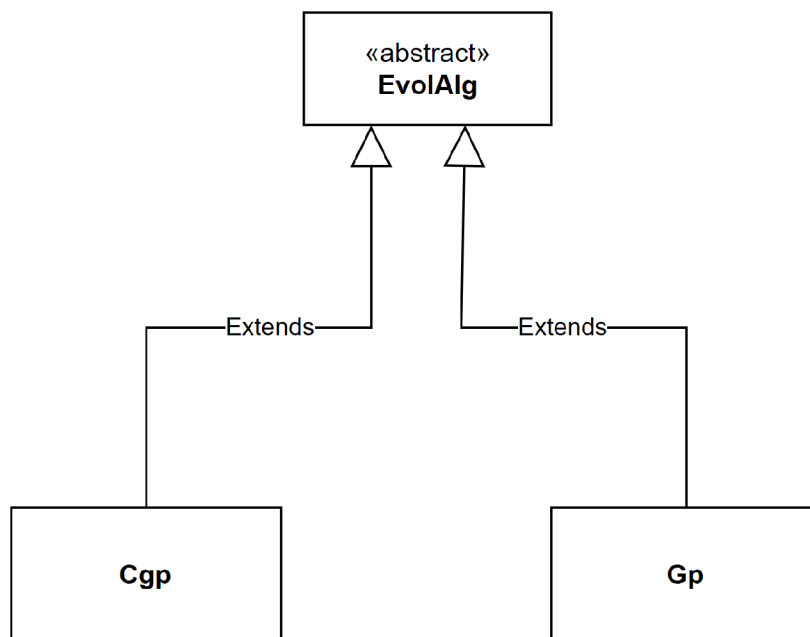 «abstract»
EvolAlg
Extends
Extends
Cgp
Gp